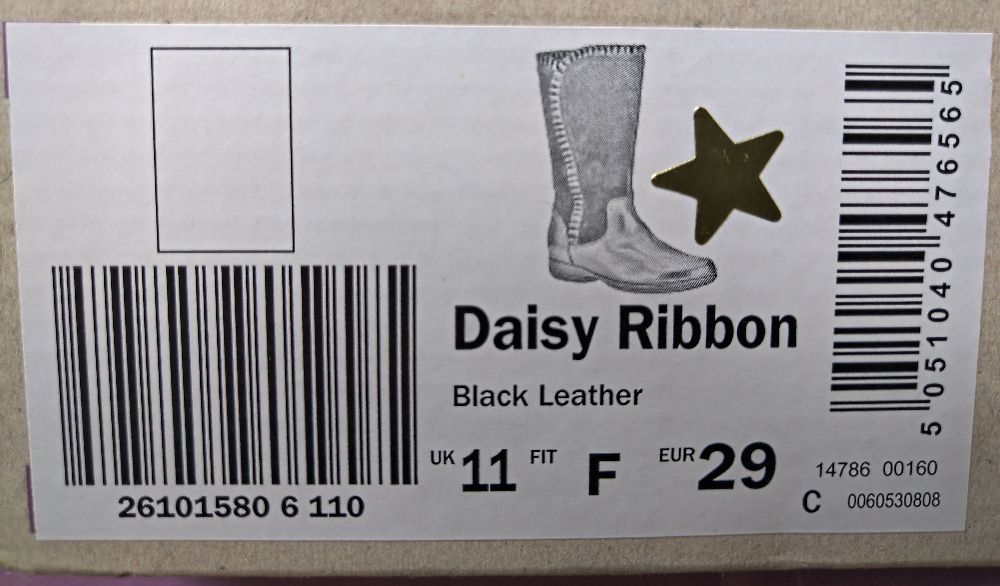 Daisy Ribbon
Black Leather
UK 11 FIT F EUR 29
26101580 6 110
5 051040 476565
14786 00160
C 0060530808